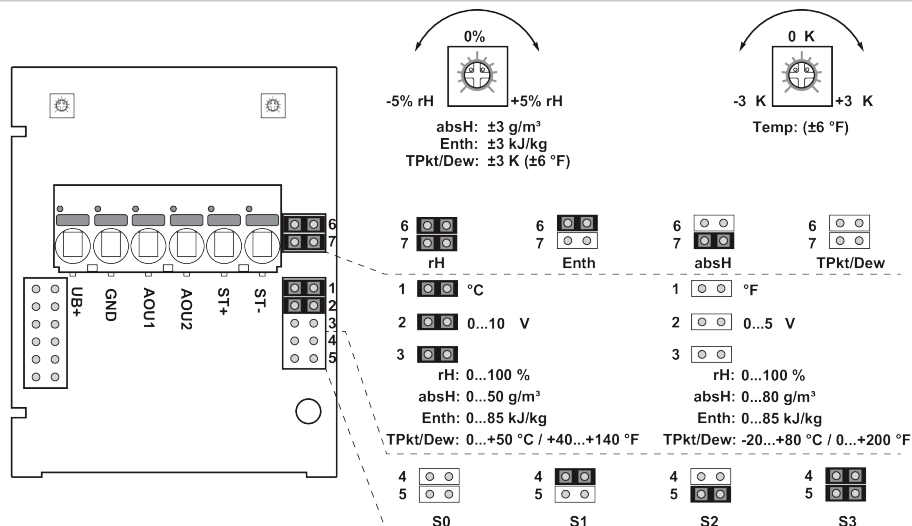 0%
-5% rH +5% rH
absH: ±3 g/m³
Enth: ±3 kJ/kg
TPkt/Dew: ±3 K (±6 °F)
0 K
-3 K +3 K
Temp: (±6 °F)
6
7
1
2
3
4
5
UB+
GND
AOU1
AOU2
ST+
ST-
6
7
rH
6
7
Enth
6
7
absH
6
7
TPkt/Dew
1 °C
2 0...10 V
3
rH: 0...100 %
absH: 0...50 g/m³
Enth: 0...85 kJ/kg
TPkt/Dew: 0...+50 °C / +40...+140 °F
1 °F
2 0...5 V
3
rH: 0...100 %
absH: 0...80 g/m³
Enth: 0...85 kJ/kg
TPkt/Dew: -20...+80 °C / 0...+200 °F
4
5
S0
4
5
S1
4
5
S2
4
5
S3